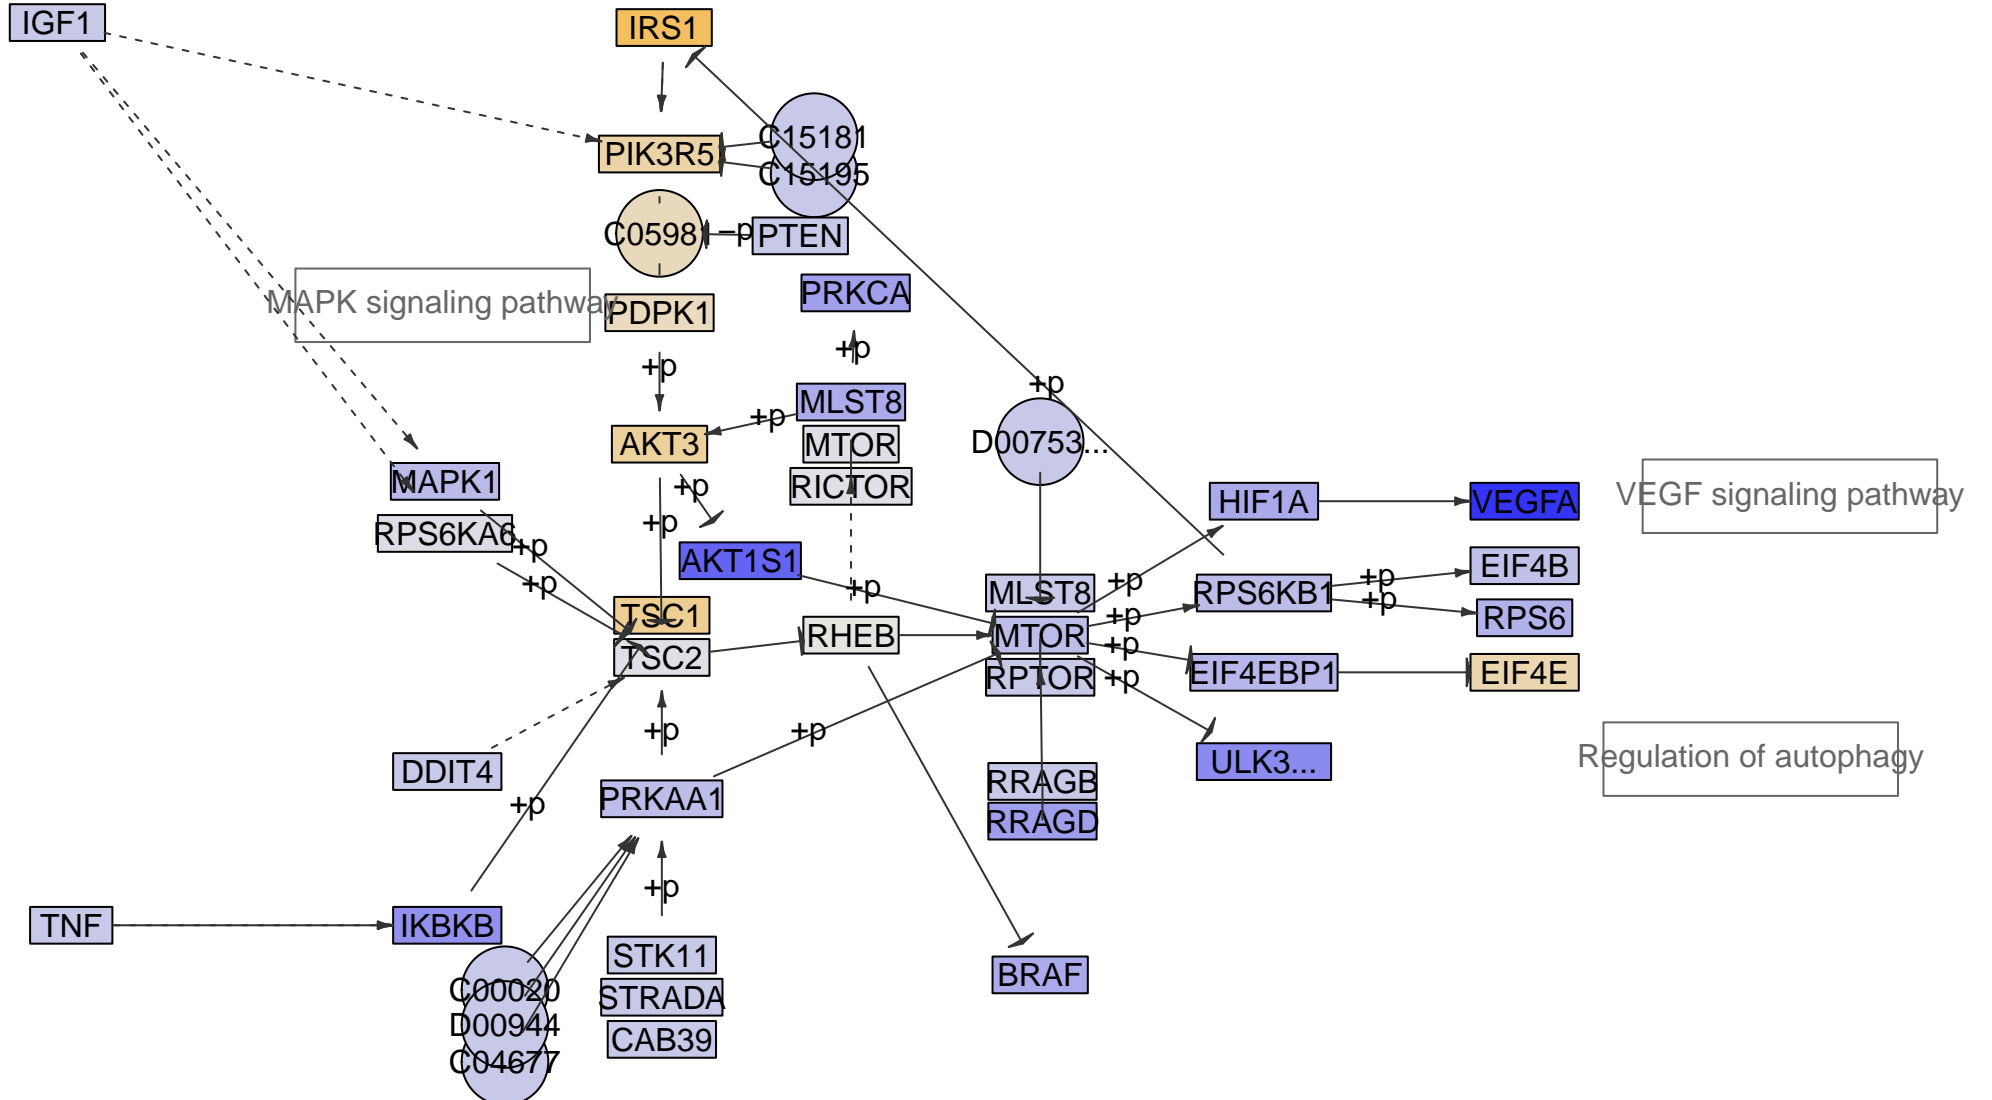 IGF1
IRS1
C15181
PIK3R5
C15195
C05981
−p
PTEN
PRKCA
MAPK signaling pathway
PDPK1
+p
+p
+p
MLST8
+p
AKT3
MTOR
D00753...
MAPK1
+p
RICTOR
HIF1A
VEGFA
VEGF signaling pathway
RPS6KA6
+p
+p
AKT1S1
EIF4B
+p
+p
+p
+p
MLST8
RPS6KB1
+p
TSC1
+p
RPS6
RHEB
MTOR
+p
TSC2
RPTOR
+p
EIF4EBP1
EIF4E
+p
+p
DDIT4
RRAGB
ULK3...
Regulation of autophagy
+p
PRKAA1
RRAGD
+p
TNF
IKBKB
STK11
BRAF
C00020
STRADA
D00944
CAB39
C04677